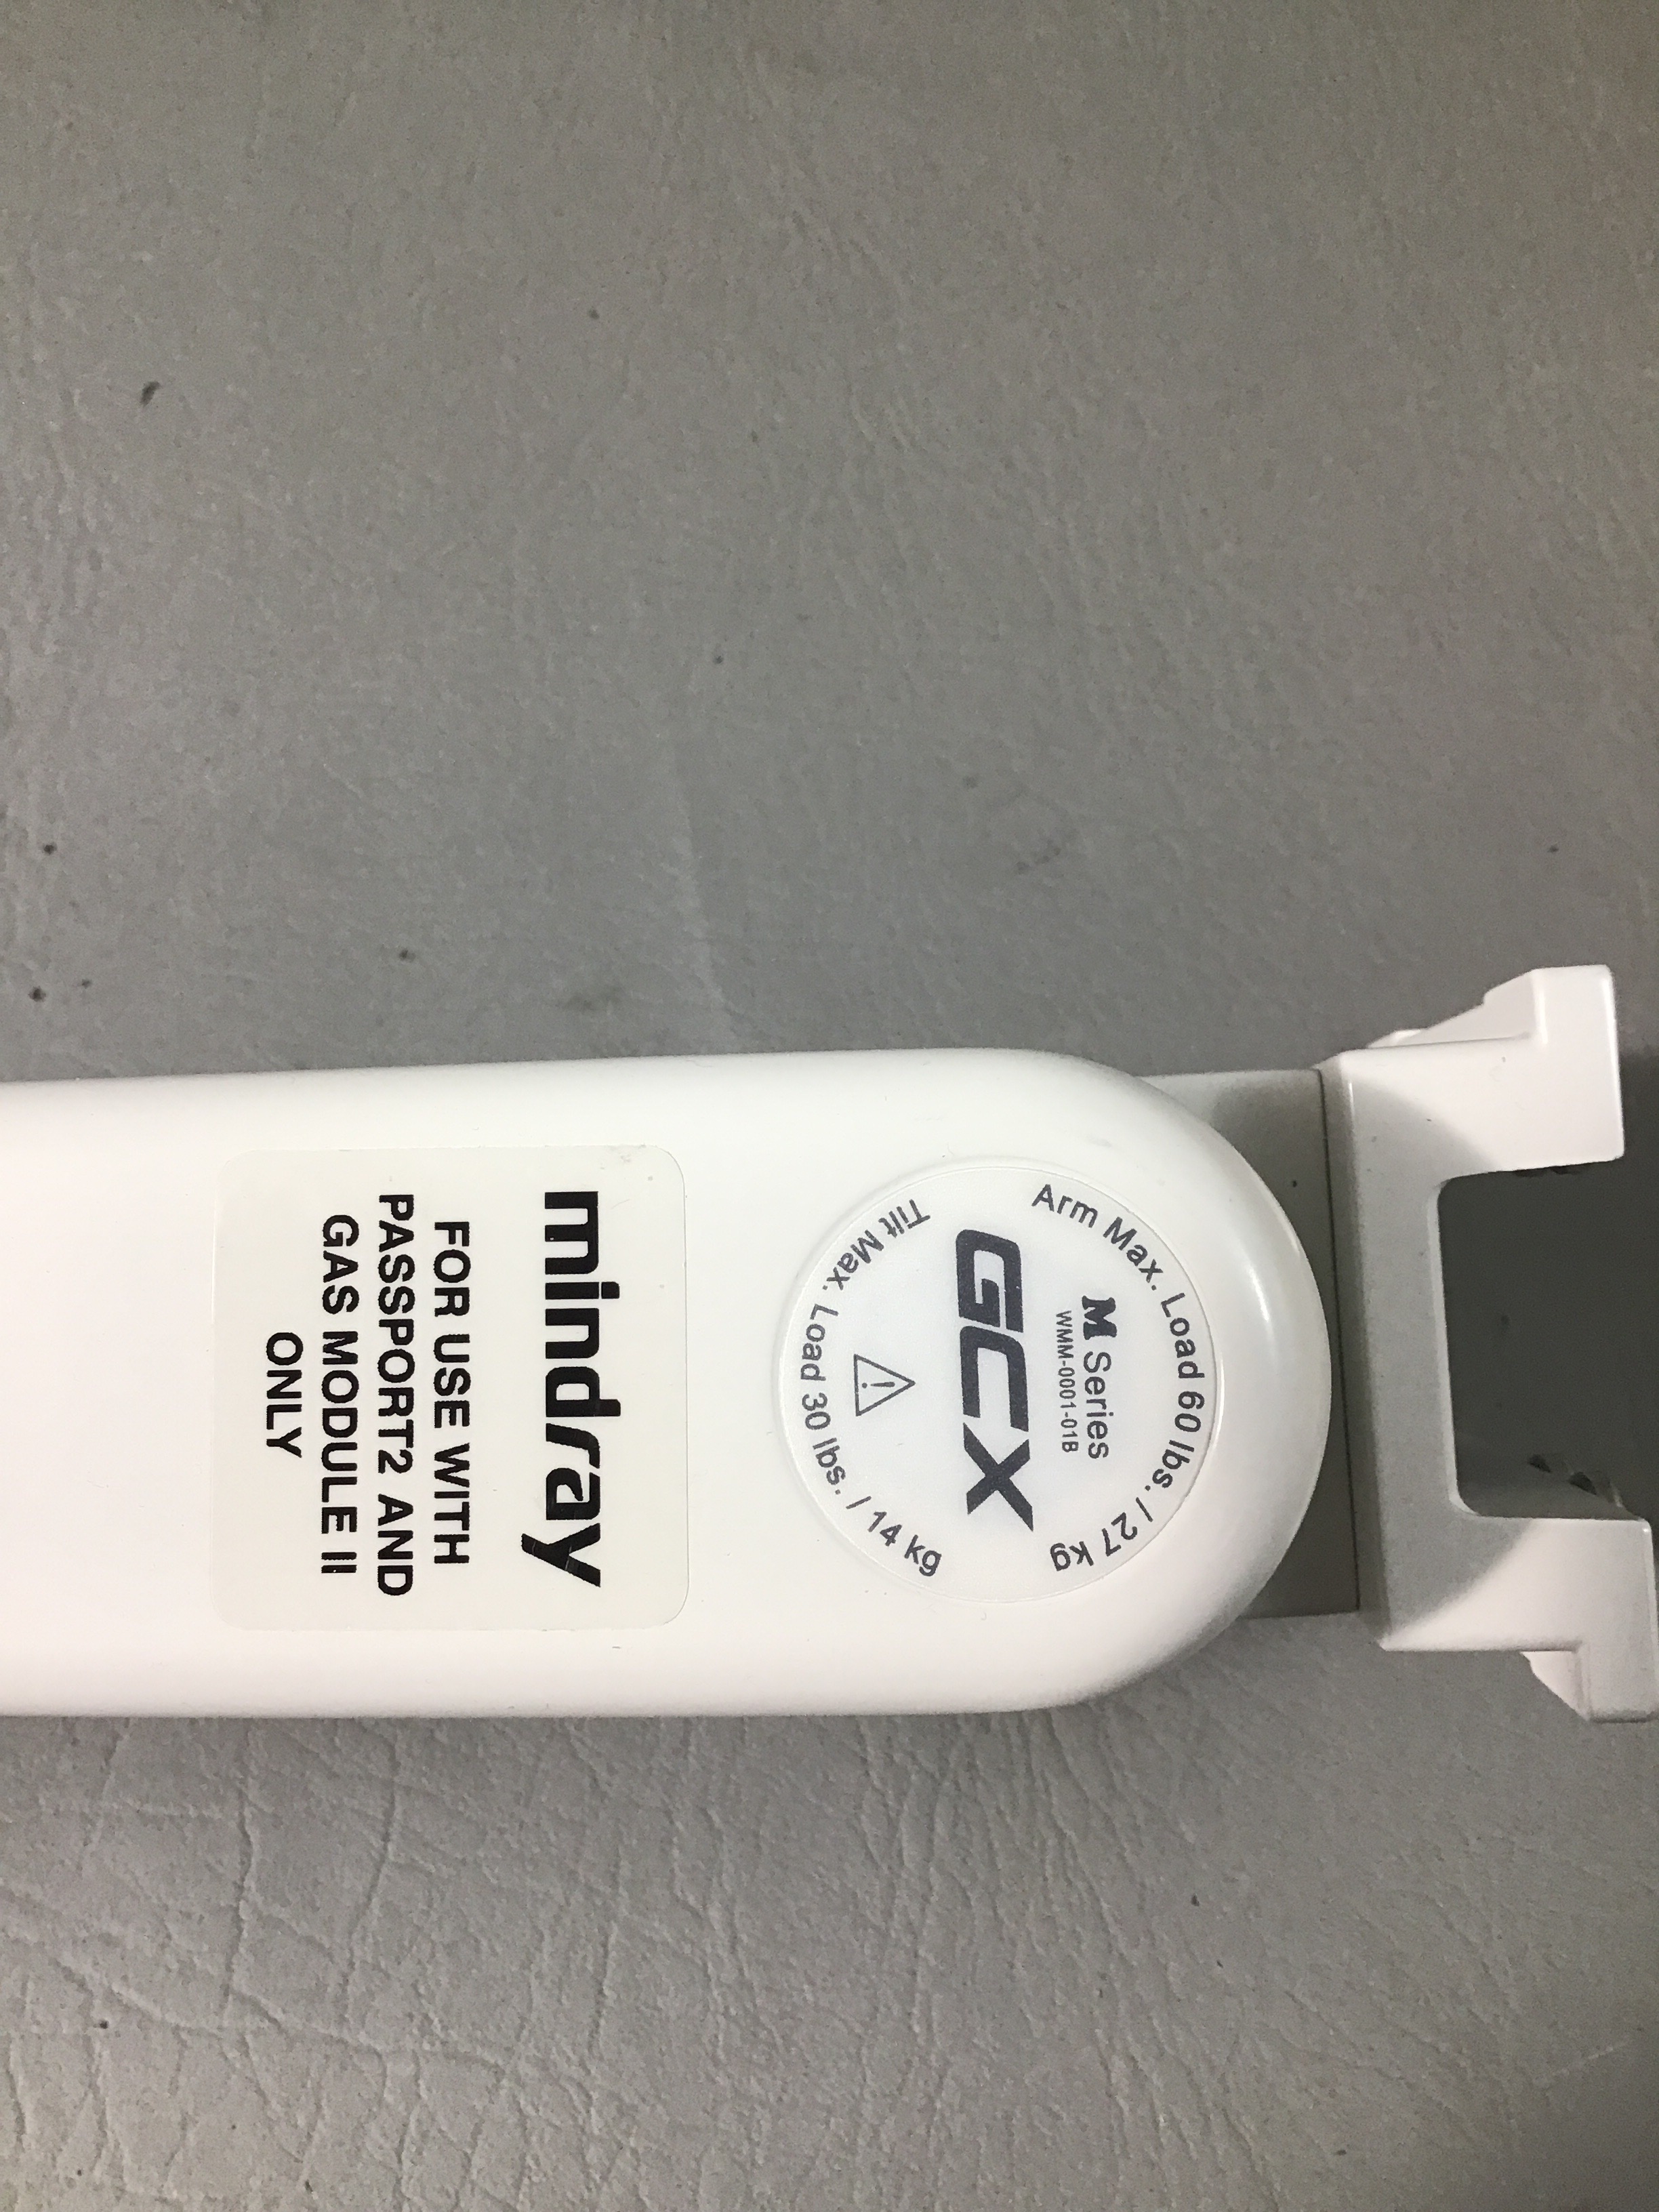 Arm Max. Load 60 lbs. / 27 kg
M Series
WMM-0001-01B
GCX
Tilt Max. Load 30 lbs. / 14 kg
mindray
FOR USE WITH
PASSPORT2 AND
GAS MODULE II
ONLY